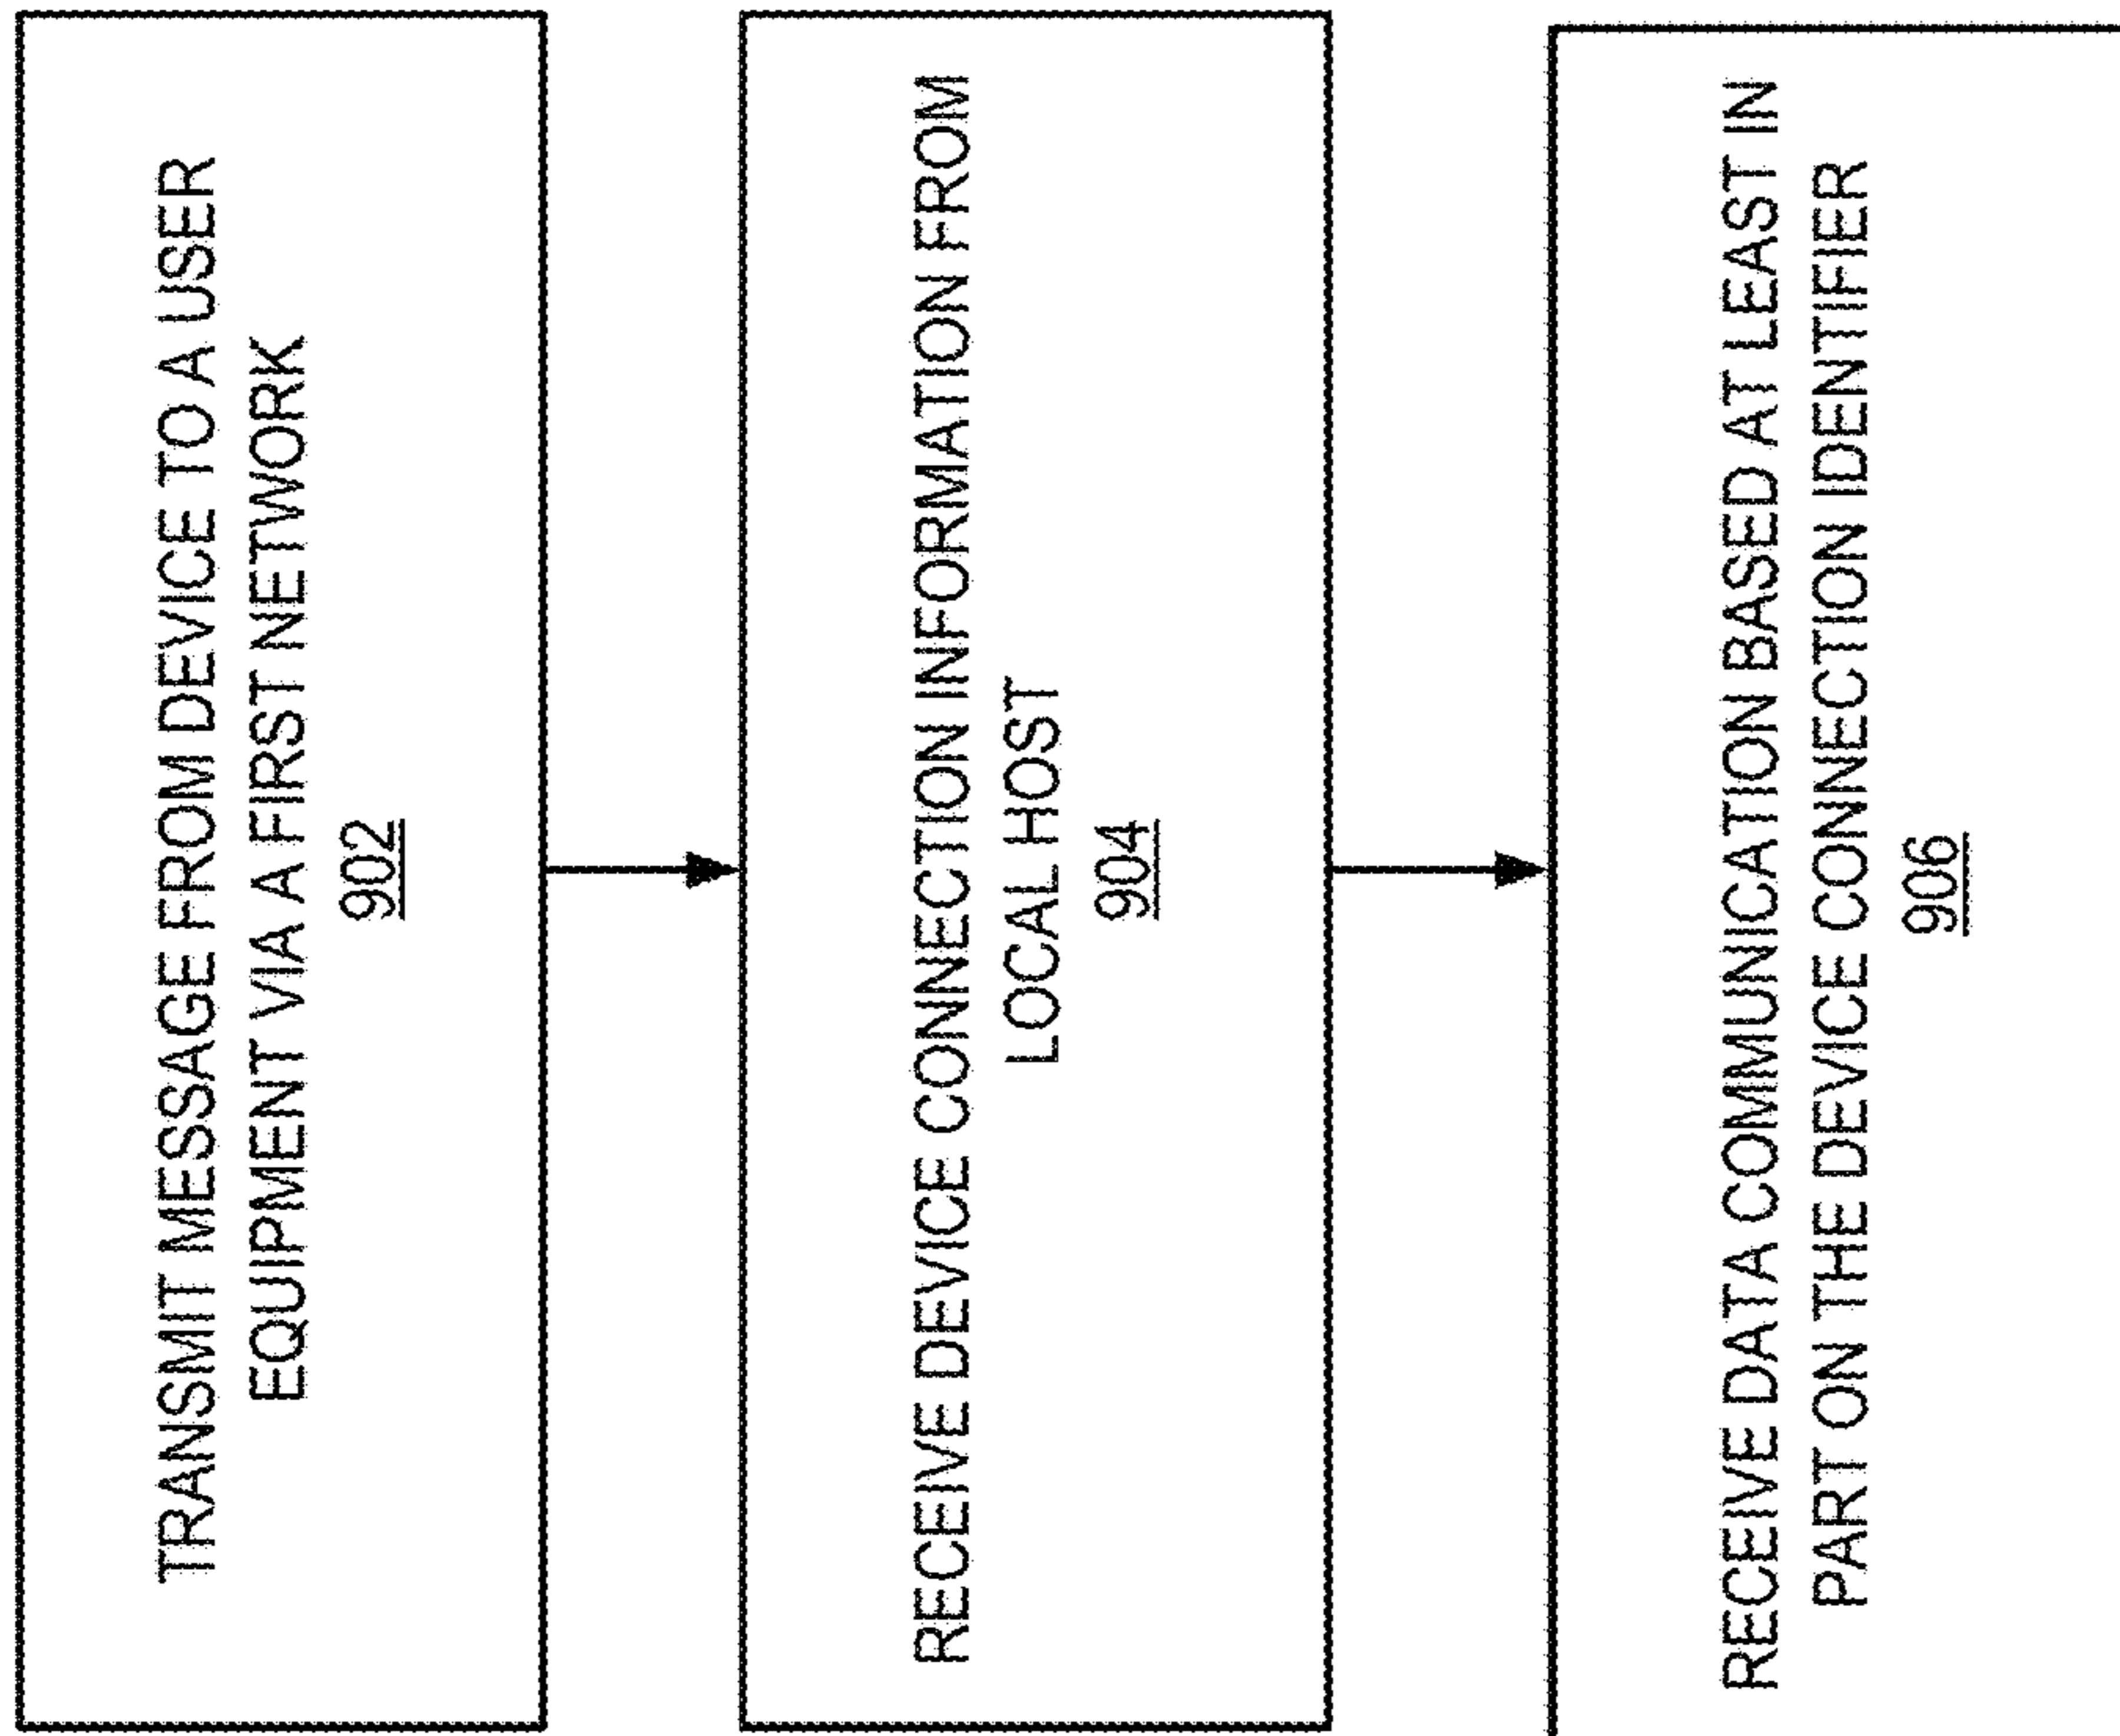 TRANSMIT MESSAGE FROM DEVICE TO A USER
EQUIPMENT VIA A FIRST NETWORK
902
RECEIVE DEVICE CONNECTION INFORMATION FROM
LOCAL HOST
904
RECEIVE DATA COMMUNICATION BASED AT LEAST IN
PART ON THE DEVICE CONNECTION IDENTIFIER
906